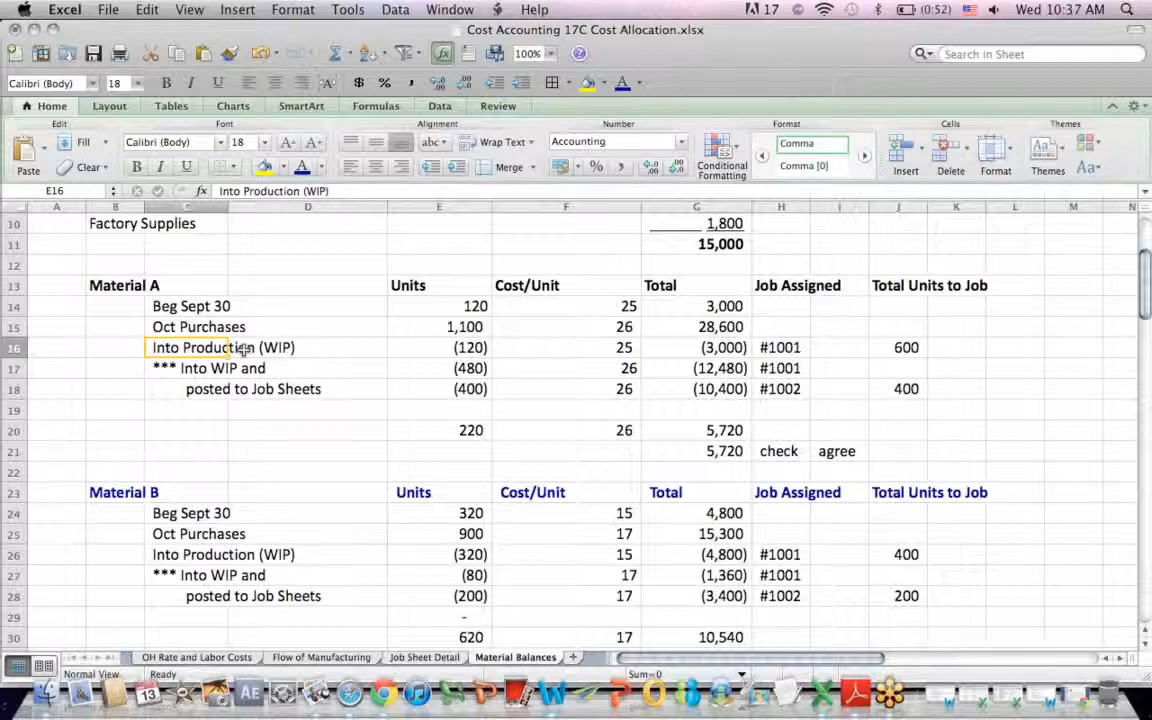 Excel File Edit View Insert Format Tools Data Window Help 17 (0:52) Wed 10:37 AM
Cost Accounting 17C Cost Allocation.xlsx
100% Search in Sheet
Calibri (Body) 18 B I U $ %
Home Layout Tables Charts SmartArt Formulas Data Review
Edit Font Alignment Number Format Cells Themes
Fill Calibri (Body) 18 A A abc Wrap Text Accounting Comma
Aa
Paste Clear B I U Merge % Conditional Formatting Comma [0] Insert Delete Format Themes Aa
E16 fx Into Production (WIP)
A B C D E F G H I J K L M N
10 Factory Supplies 1,800
11 15,000
12
13 Material A Units Cost/Unit Total Job Assigned Total Units to Job
14 Beg Sept 30 120 25 3,000
15 Oct Purchases 1,100 26 28,600
16 Into Production (WIP) (120) 25 (3,000) #1001 600
17 *** Into WIP and (480) 26 (12,480) #1001
18 posted to Job Sheets (400) 26 (10,400) #1002 400
19
20 220 26 5,720
21 5,720 check agree
22
23 Material B Units Cost/Unit Total Job Assigned Total Units to Job
24 Beg Sept 30 320 15 4,800
25 Oct Purchases 900 17 15,300
26 Into Production (WIP) (320) 15 (4,800) #1001 400
27 *** Into WIP and (80) 17 (1,360) #1001
28 posted to Job Sheets (200) 17 (3,400) #1002 200
29 -
30 620 17 10,540
OH Rate and Labor Costs Flow of Manufacturing Job Sheet Detail Material Balances +
Normal View Ready Sum=0
13 AE